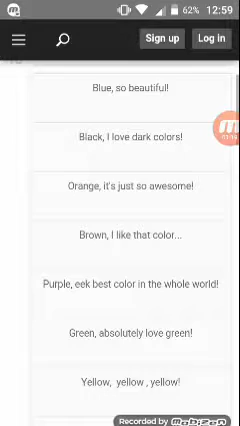 62% 12:59
Sign up Log in
Blue, so beautiful!
Black, I love dark colors!
Orange, it's just so awesome!
Brown, I like that color...
Purple, eek best color in the whole world!
Green, absolutely love green!
Yellow, yellow , yellow!
Recorded by Mobizen